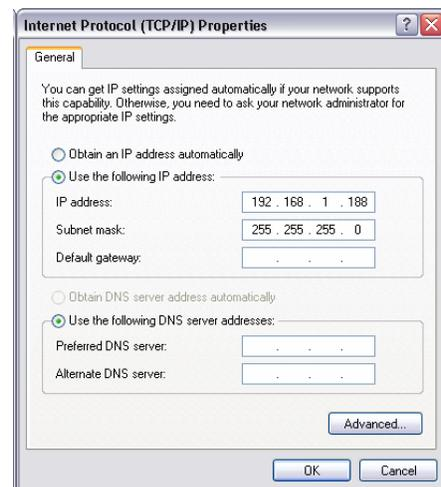 Internet Protocol (TCP/IP) Properties
General
You can get IP settings assigned automatically if your network supports
this capability. Otherwise, you need to ask your network administrator for
the appropriate IP settings.
Obtain an IP address automatically
Use the following IP address:
IP address: 192 . 168 . 1 . 188
Subnet mask: 255 . 255 . 255 . 0
Default gateway: . . .
Obtain DNS server address automatically
Use the following DNS server addresses:
Preferred DNS server: . . .
Alternate DNS server: . . .
Advanced...
OK Cancel